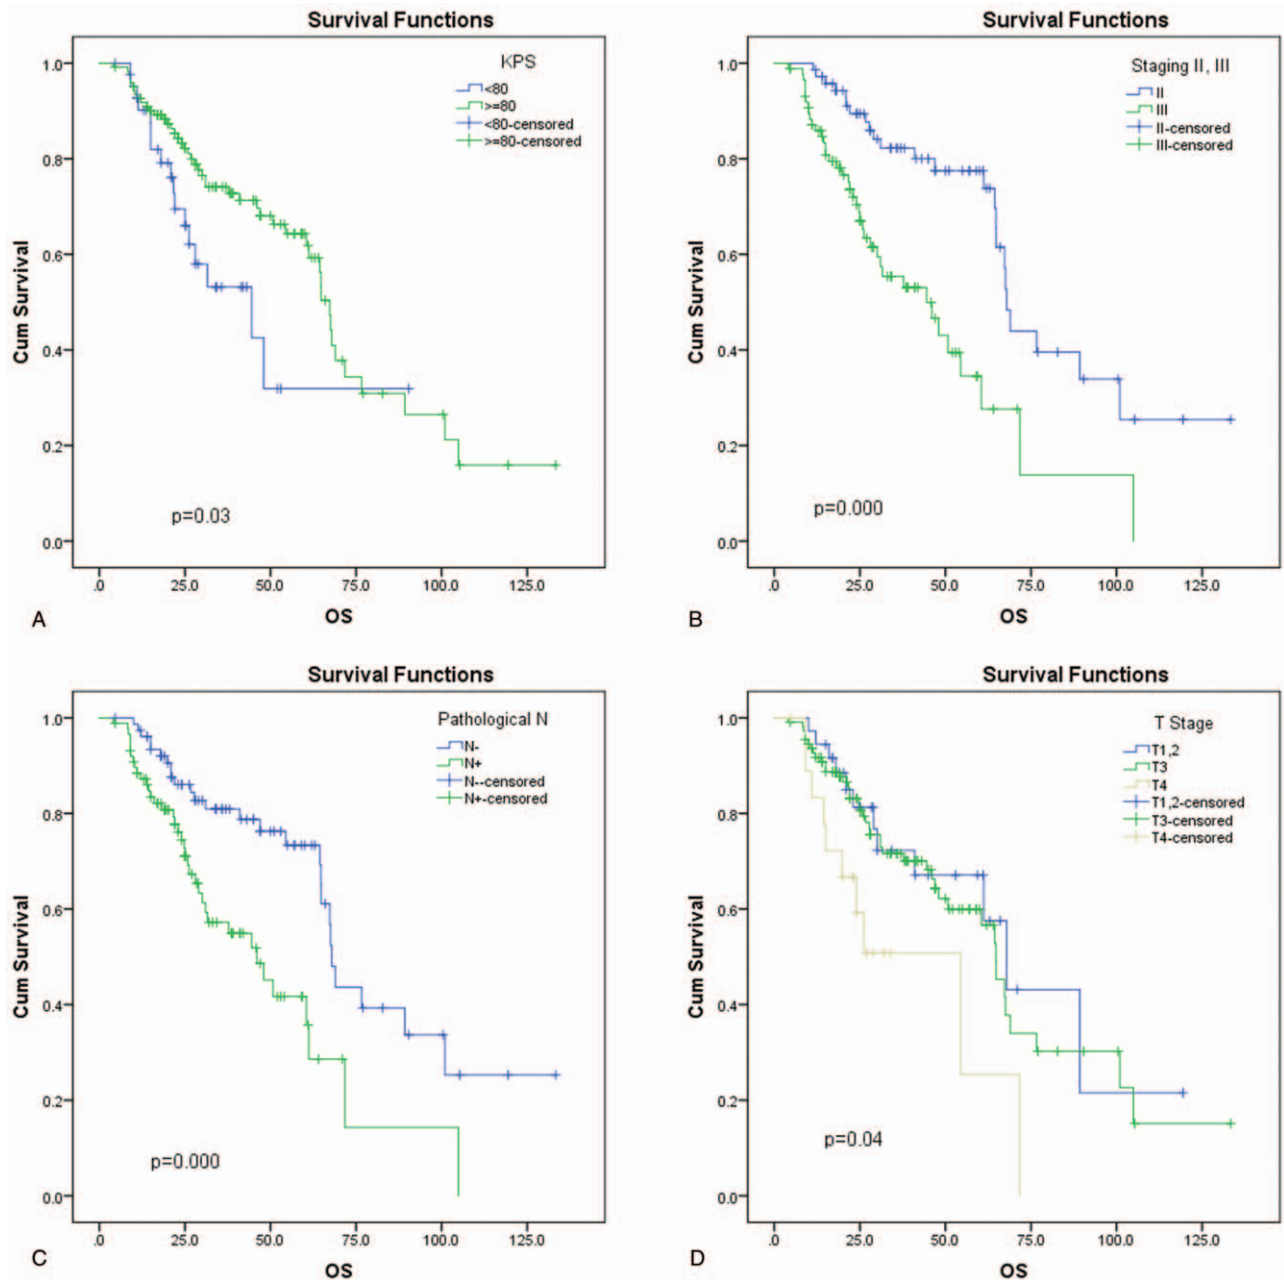 Survival Functions
KPS
<80
>=80
<80-censored
>=80-censored
Cum Survival
1.0
0.8
0.6
0.4
0.2
0.0
p=0.03
.0 25.0 50.0 75.0 100.0 125.0
OS
A
Survival Functions
Staging II, III
II
III
II-censored
III-censored
Cum Survival
1.0
0.8
0.6
0.4
0.2
0.0
p=0.000
.0 25.0 50.0 75.0 100.0 125.0
OS
B
Survival Functions
Pathological N
N-
N+
N--censored
N+-censored
Cum Survival
1.0
0.8
0.6
0.4
0.2
0.0
p=0.000
.0 25.0 50.0 75.0 100.0 125.0
OS
C
Survival Functions
T Stage
T1,2
T3
T4
T1,2-censored
T3-censored
T4-censored
Cum Survival
1.0
0.8
0.6
0.4
0.2
0.0
p=0.04
.0 25.0 50.0 75.0 100.0 125.0
OS
D